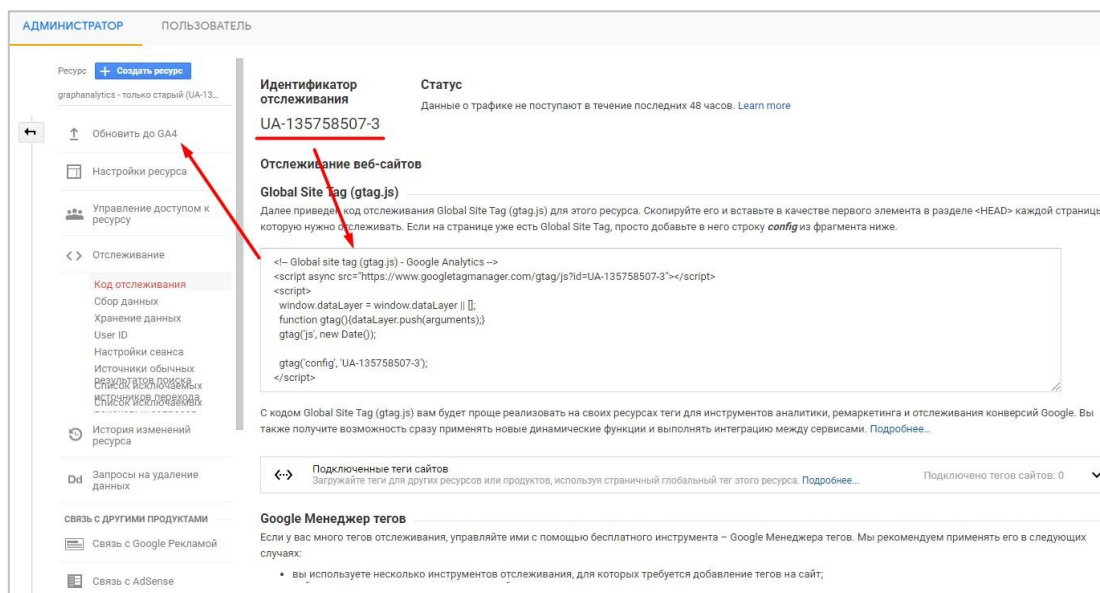 АДМИНИСТРАТОР ПОЛЬЗОВАТЕЛЬ
Ресурс + Создать ресурс
graphanalytics - только старый (UA-13...
Обновить до GA4
Настройки ресурса
Управление доступом к
ресурсу
Отслеживание
Код отслеживания
Сбор данных
Хранение данных
User ID
Настройки сеанса
Источники обычных
результатов поиска
Список исключаемых
источников перехода
Список исключаемых
История изменений
ресурса
Dd Запросы на удаление
данных
СВЯЗЬ С ДРУГИМИ ПРОДУКТАМИ
Связь с Google Рекламой
Связь с AdSense
Идентификатор
отслеживания
UA-135758507-3
Статус
Данные о трафике не поступают в течение последних 48 часов. Learn more
Отслеживание веб-сайтов
Global Site Tag (gtag.js)
Далее приведен код отслеживания Global Site Tag (gtag.js) для этого ресурса. Скопируйте его и вставьте в качестве первого элемента в разделе <HEAD> каждой страницы
которую нужно отслеживать. Если на странице уже есть Global Site Tag, просто добавьте в него строку config из фрагмента ниже.
<!-- Global site tag (gtag.js) - Google Analytics -->
<script async src="https://www.googletagmanager.com/gtag/js?id=UA-135758507-3"></script>
<script>
window.dataLayer = window.dataLayer || [];
function gtag(){dataLayer.push(arguments);}
gtag('js', new Date());
gtag('config', 'UA-135758507-3');
</script>
С кодом Global Site Tag (gtag.js) вам будет проще реализовать на своих ресурсах теги для инструментов аналитики, ремаркетинга и отслеживания конверсий Google. Вы
также получите возможность сразу применять новые динамические функции и выполнять интеграцию между сервисами. Подробнее...
Подключенные теги сайтов
Загружайте теги для других ресурсов или продуктов, используя страничный глобальный тег этого ресурса. Подробнее...
Подключено тегов сайтов: 0
Google Менеджер тегов
Если у вас много тегов отслеживания, управляйте ими с помощью бесплатного инструмента – Google Менеджера тегов. Мы рекомендуем применять его в следующих
случаях:
• вы используете несколько инструментов отслеживания, для которых требуется добавление тегов на сайт;